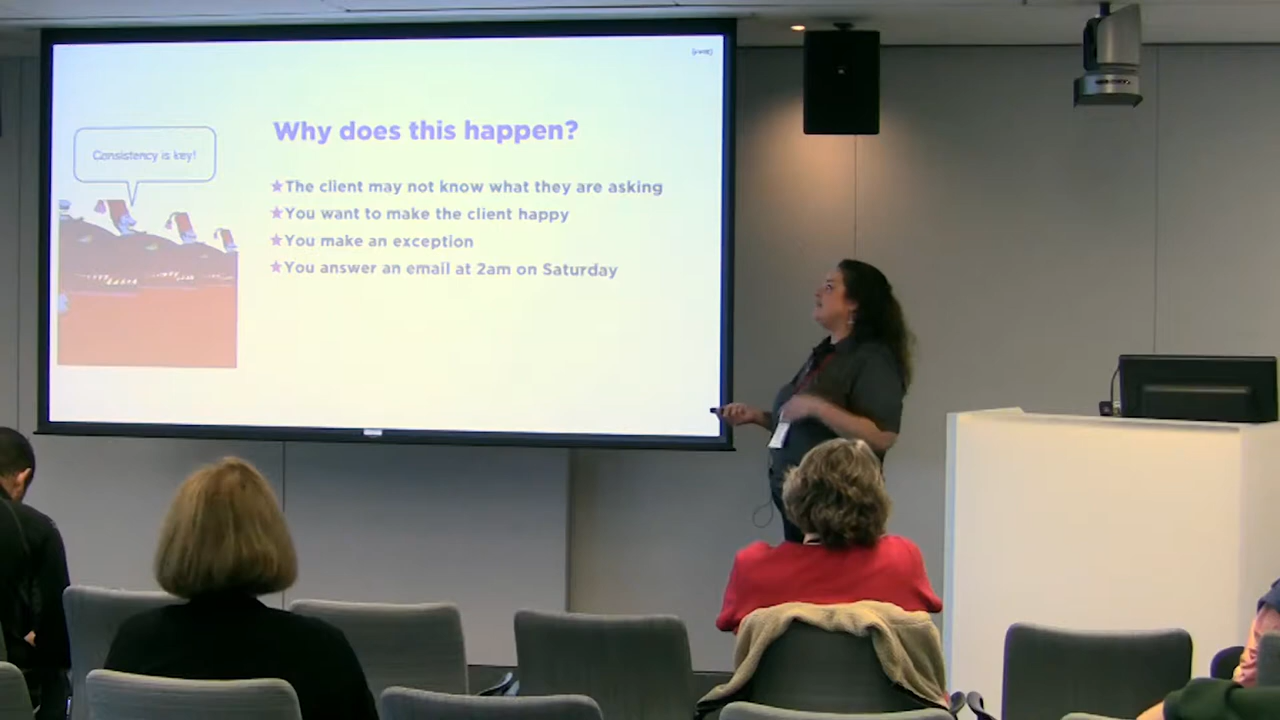 Consistency is key!
Why does this happen?
★The client may not know what they are asking
★You want to make the client happy
★You make an exception
★You answer an email at 2am on Saturday